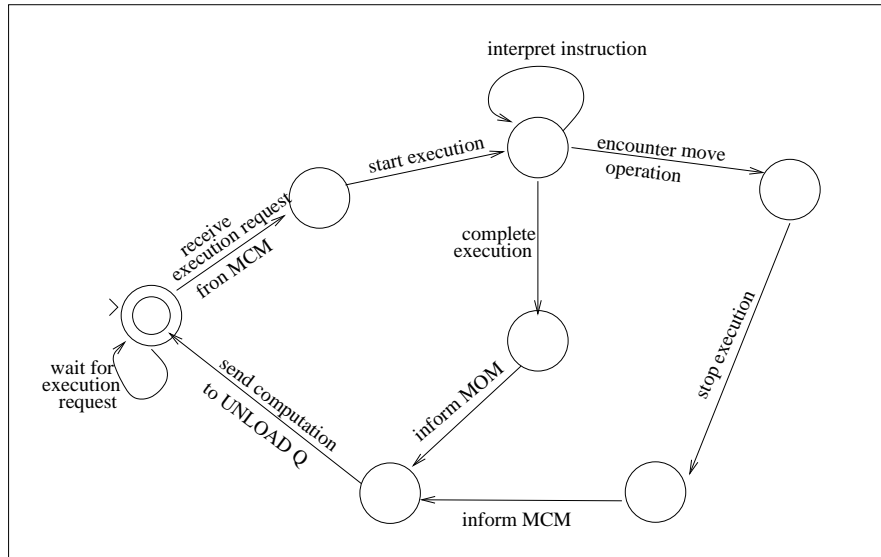 interpret instruction
start execution
encounter move
operation
receive
execution request
fron MCM
complete
execution
wait for
execution
request
send computation
to UNLOAD Q
inform MOM
stop execution
inform MCM